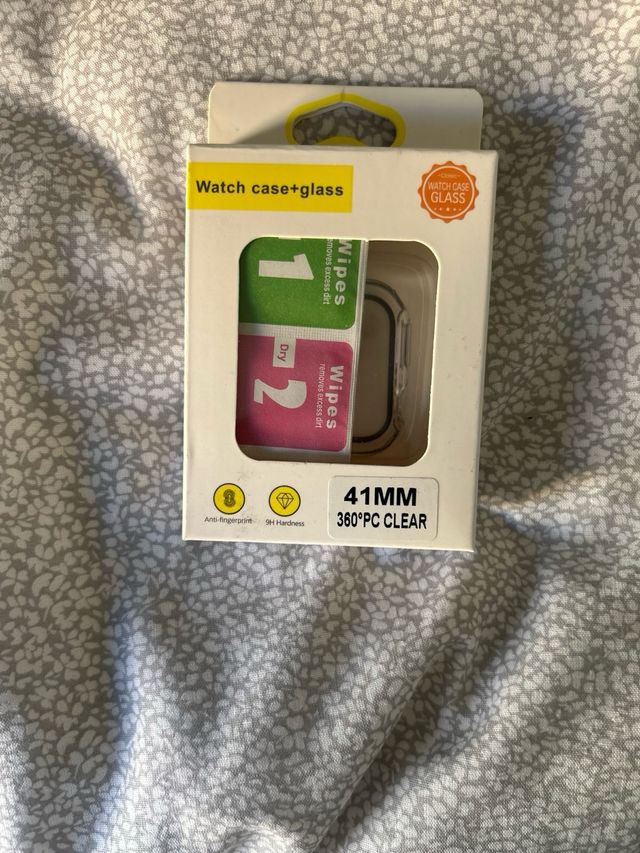 Watch case+glass
WATCH CASE
GLASS
1
Wipes
removes excess dirt
Dry
2
Wipes
removes excess dirt
Anti-fingerprint
9H Hardness
41MM
360°PC CLEAR